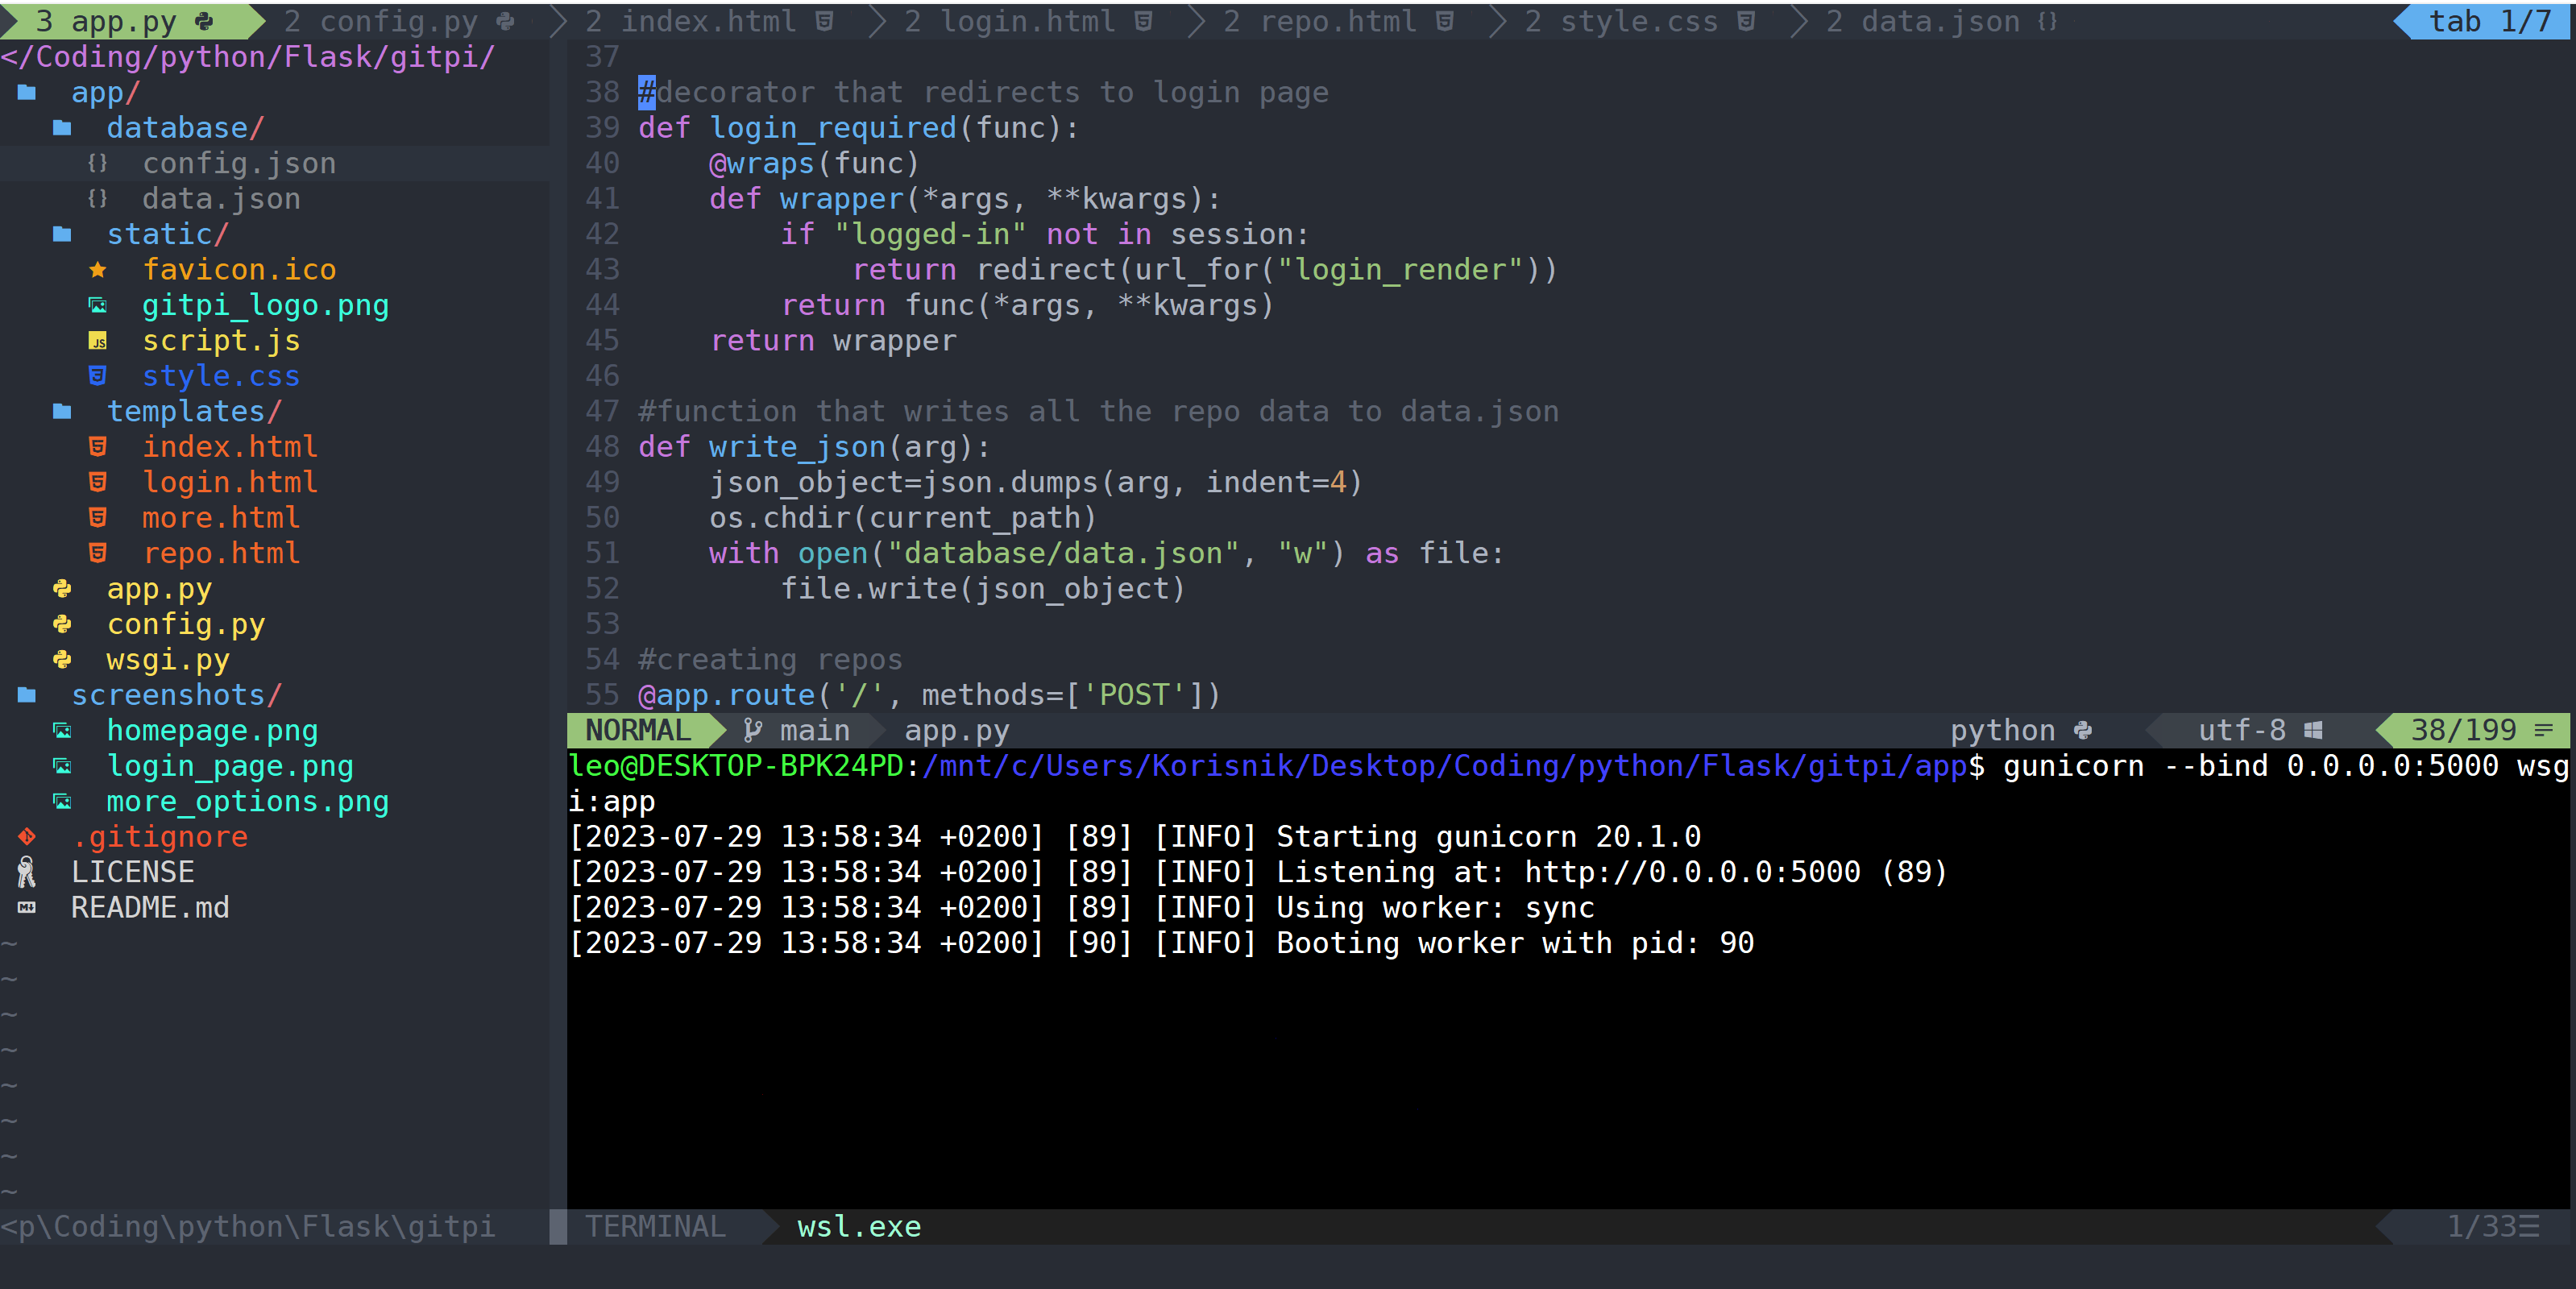 3 app.py 2 config.py 2 index.html 2 login.html 2 repo.html 2 style.css 2 data.json {} tab 1/7
</Coding/python/Flask/gitpi/
app/
database/
{} config.json
{} data.json
static/
favicon.ico
gitpi_logo.png
JS script.js
style.css
templates/
index.html
login.html
more.html
repo.html
app.py
config.py
wsgi.py
screenshots/
homepage.png
login_page.png
more_options.png
.gitignore
LICENSE
README.md
~
~
~
~
~
~
~
~
<p\Coding\python\Flask\gitpi
37
38 #decorator that redirects to login page
39 def login_required(func):
40     @wraps(func)
41     def wrapper(*args, **kwargs):
42         if "logged-in" not in session:
43             return redirect(url_for("login_render"))
44         return func(*args, **kwargs)
45     return wrapper
46
47 #function that writes all the repo data to data.json
48 def write_json(arg):
49     json_object=json.dumps(arg, indent=4)
50     os.chdir(current_path)
51     with open("database/data.json", "w") as file:
52         file.write(json_object)
53
54 #creating repos
55 @app.route('/', methods=['POST'])
NORMAL main app.py python utf-8 38/199
leo@DESKTOP-BPK24PD:/mnt/c/Users/Korisnik/Desktop/Coding/python/Flask/gitpi/app$ gunicorn --bind 0.0.0.0:5000 wsg
i:app
[2023-07-29 13:58:34 +0200] [89] [INFO] Starting gunicorn 20.1.0
[2023-07-29 13:58:34 +0200] [89] [INFO] Listening at: http://0.0.0.0:5000 (89)
[2023-07-29 13:58:34 +0200] [89] [INFO] Using worker: sync
[2023-07-29 13:58:34 +0200] [90] [INFO] Booting worker with pid: 90
TERMINAL wsl.exe 1/33☰